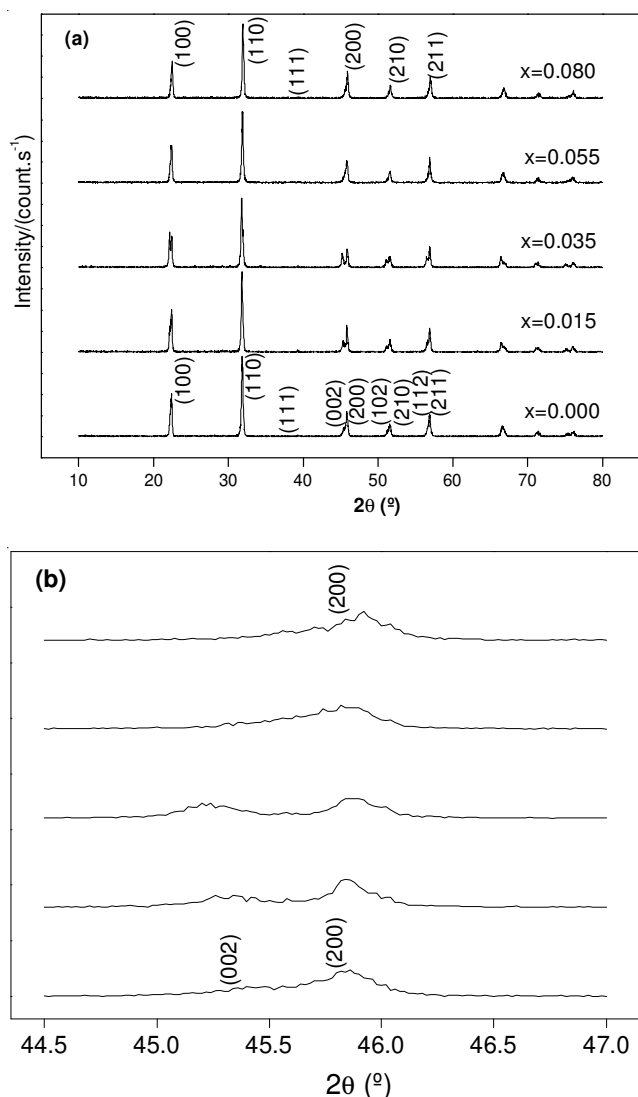 (a)
(100)
(110)
(111)
(200)
(210)
(211)
x=0.080
x=0.055
x=0.035
x=0.015
x=0.000
(100)
(110)
(111)
(002)
(200)
(102)
(210)
(112)
(211)
Intensity/(count.s⁻¹)
10 20 30 40 50 60 70 80
2θ (º)
(b)
(200)
(002)
(200)
44.5 45.0 45.5 46.0 46.5 47.0
2θ (º)